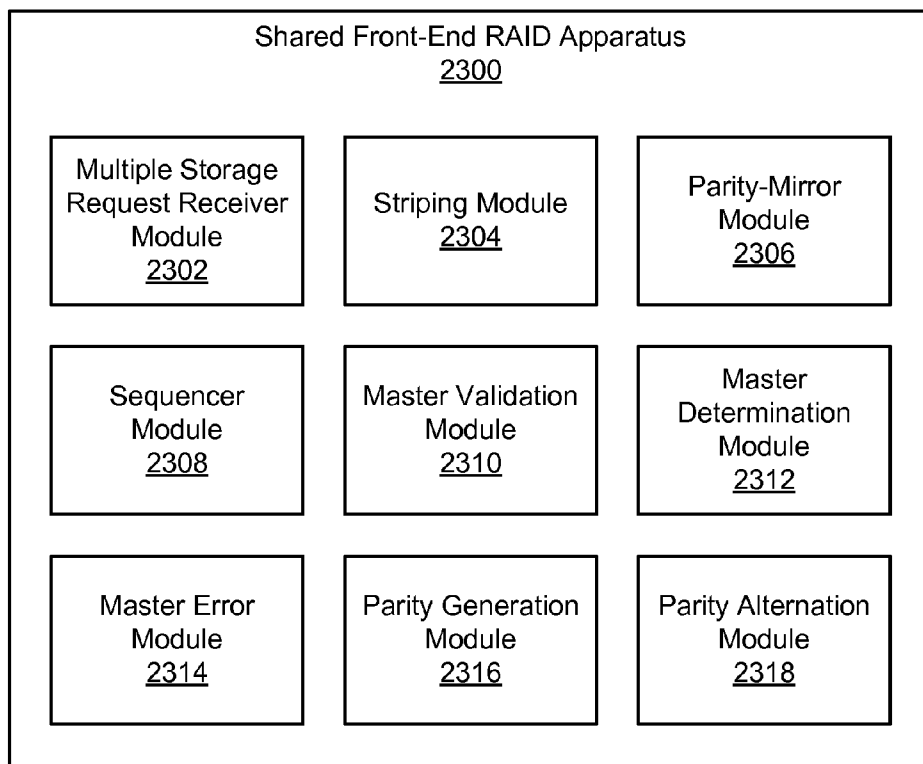 Shared Front-End RAID Apparatus
2300
Multiple Storage
Request Receiver
Module
2302
Striping Module
2304
Parity-Mirror
Module
2306
Sequencer
Module
2308
Master Validation
Module
2310
Master
Determination
Module
2312
Master Error
Module
2314
Parity Generation
Module
2316
Parity Alternation
Module
2318